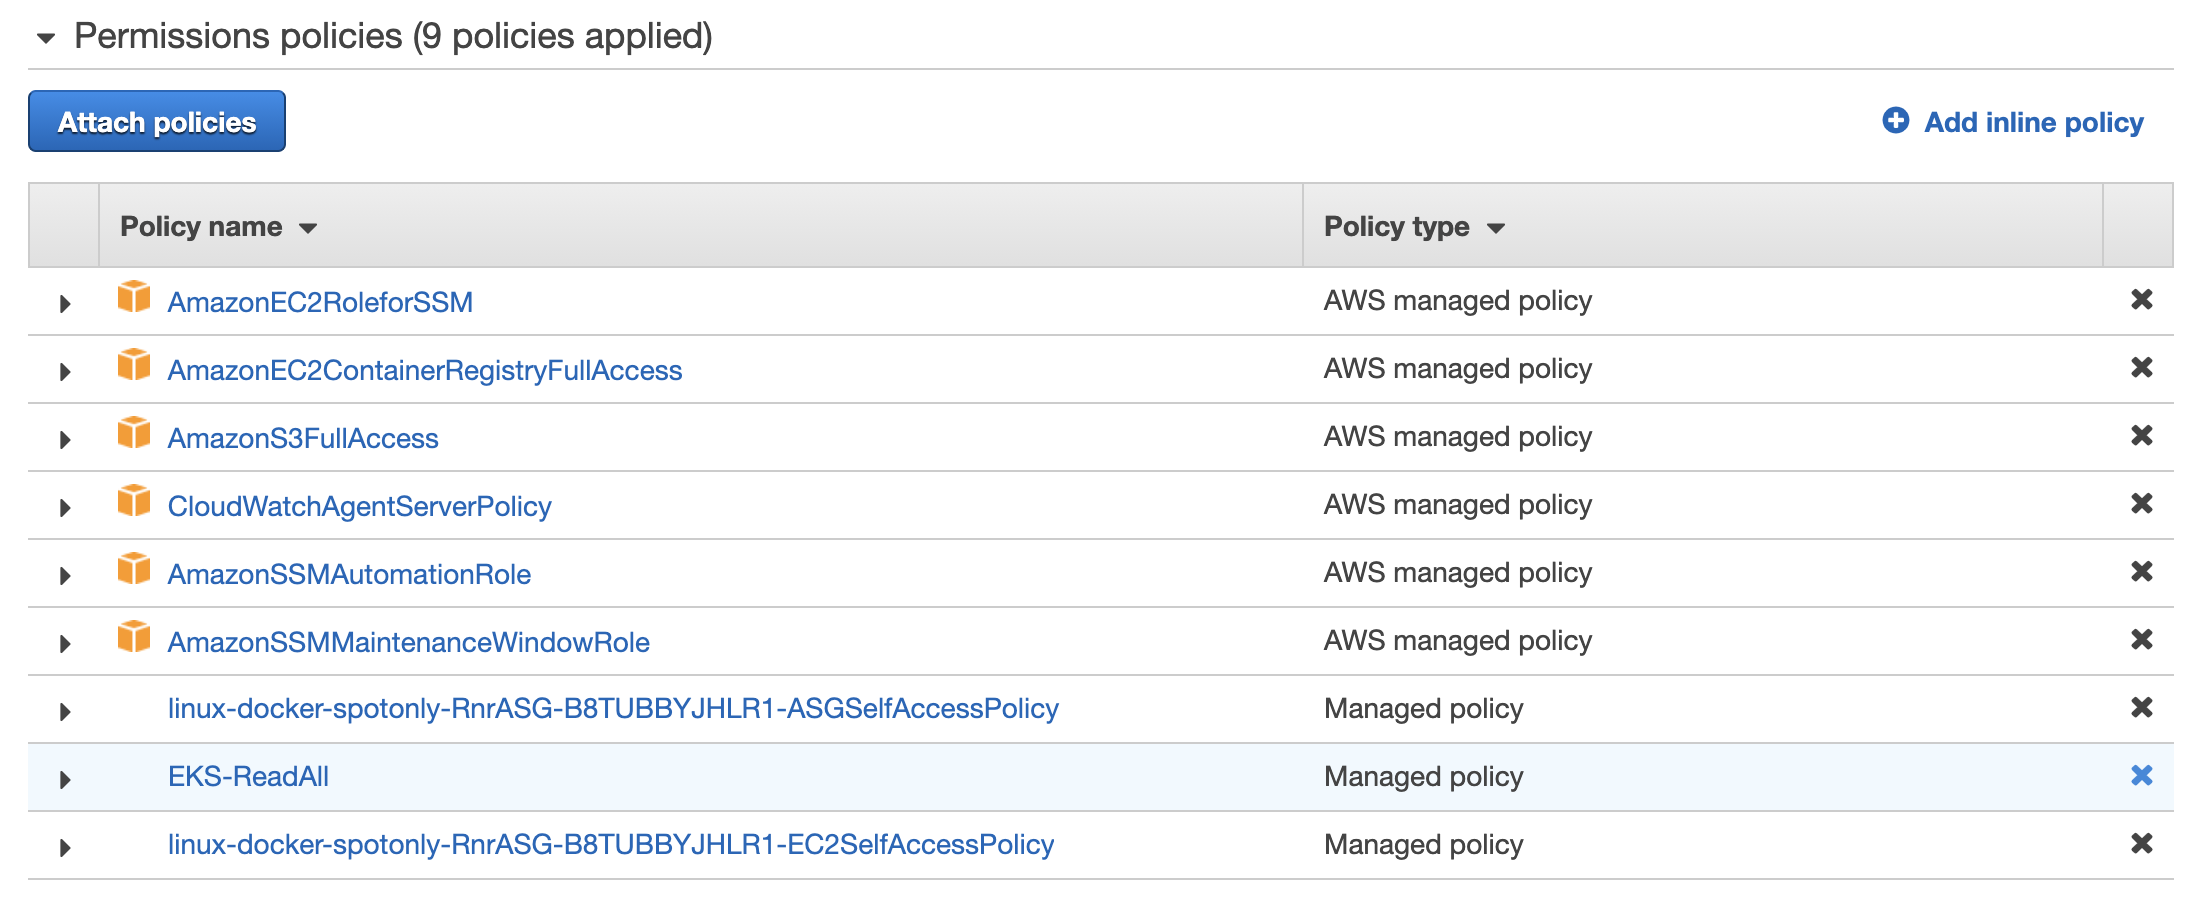 Permissions policies (9 policies applied)
Attach policies
Add inline policy
Policy name
Policy type
AmazonEC2RoleforSSM AWS managed policy
AmazonEC2ContainerRegistryFullAccess AWS managed policy
AmazonS3FullAccess AWS managed policy
CloudWatchAgentServerPolicy AWS managed policy
AmazonSSMAutomationRole AWS managed policy
AmazonSSMMaintenanceWindowRole AWS managed policy
linux-docker-spotonly-RnrASG-B8TUBBYJHLR1-ASGSelfAccessPolicy Managed policy
EKS-ReadAll Managed policy
linux-docker-spotonly-RnrASG-B8TUBBYJHLR1-EC2SelfAccessPolicy Managed policy